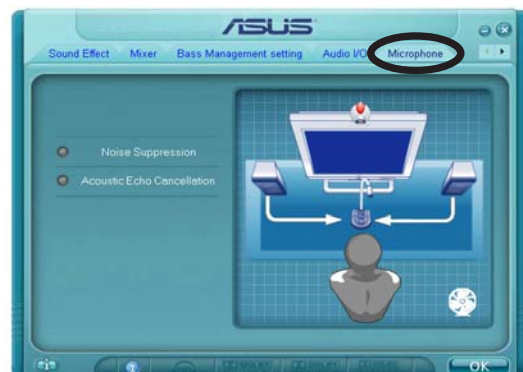 ASUS
Sound Effect Mixer Bass Management setting Audio I/O Microphone
Noise Suppression
Acoustic Echo Cancellation
OK